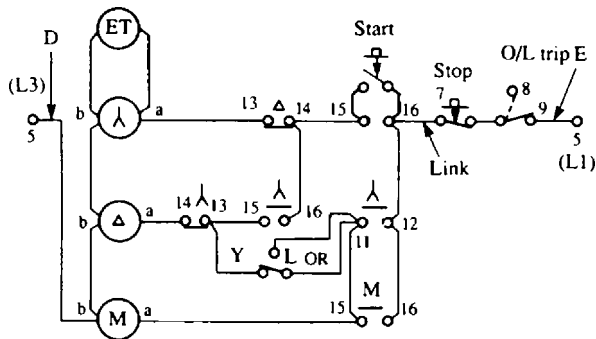 ET
Start
D
O/L trip E
Stop
(L3)
7
8
b
a
13
Δ
14
15
16
9
5
5
Link
(L1)
b
Δ
a
14
13
15
16
11
12
Y
L
OR
M
b
M
a
15
16